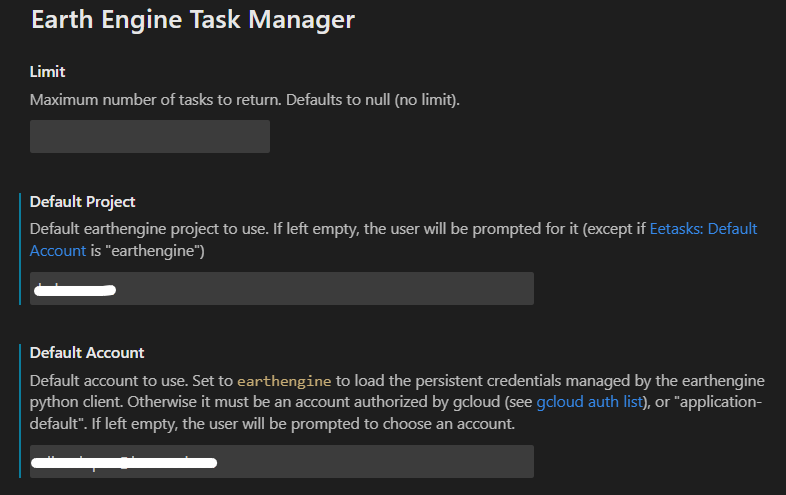 Earth Engine Task Manager
Limit
Maximum number of tasks to return. Defaults to null (no limit).
Default Project
Default earthengine project to use. If left empty, the user will be prompted for it (except if Eetasks: Default
Account is "earthengine")
Default Account
Default account to use. Set to earthengine to load the persistent credentials managed by the earthengine
python client. Otherwise it must be an account authorized by gcloud (see gcloud auth list), or "application-
default". If left empty, the user will be prompted to choose an account.